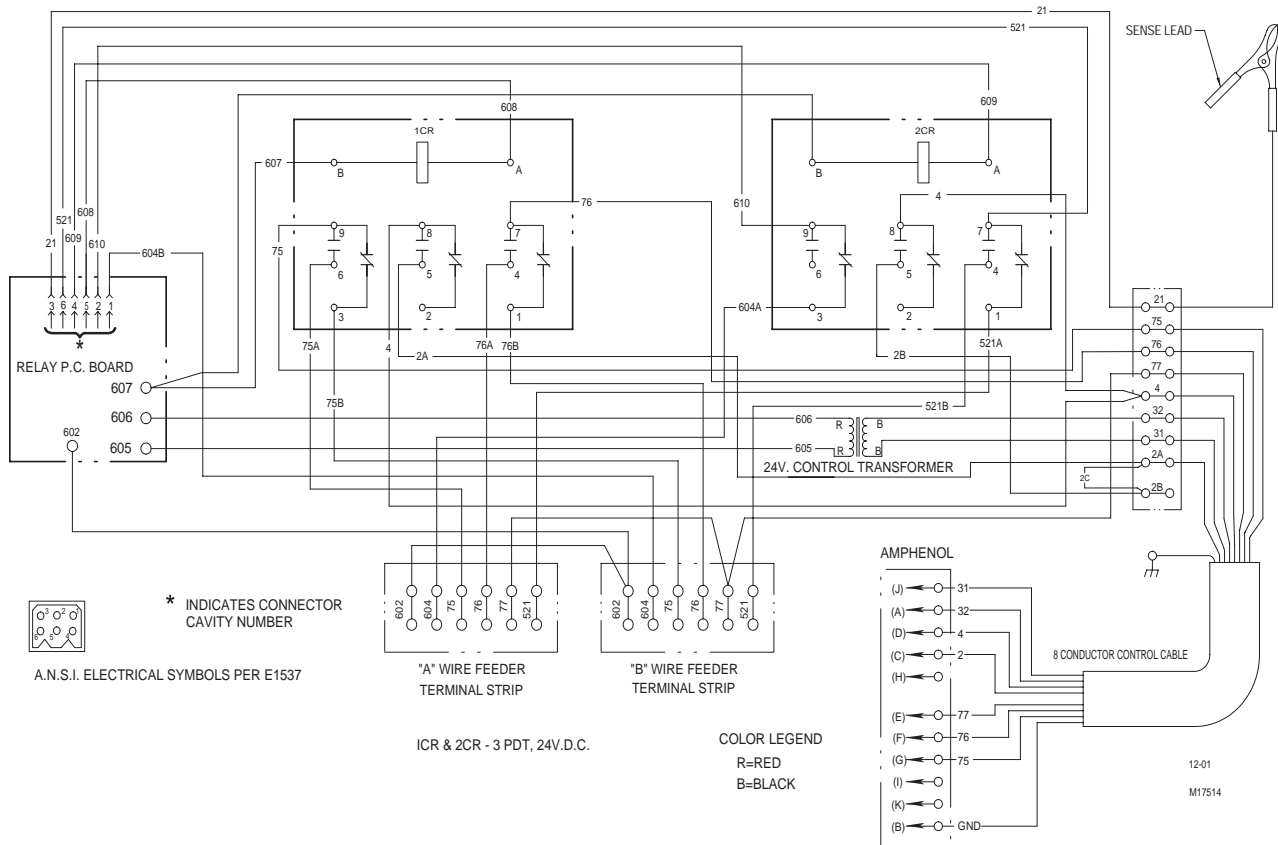 21
521
SENSE LEAD
608
609
1CR
2CR
607
B
A
B
A
4
76
610
9
8
7
9
8
7
75
21
521
609
608
610
604B
6
5
4
6
5
4
21
3
6
4
5
2
1
*
3
2
1
604A
3
2
1
75
RELAY P.C. BOARD
75A
4
2A
76A
76B
2B
521A
76
607
77
75B
521B
4
606
606
R
B
32
602
605
605
R
B
31
24V. CONTROL TRANSFORMER
2A
2C
2B
AMPHENOL
602
604
75
76
77
521
602
604
75
76
77
521
(J)
31
3
2
1
6
5
4
* INDICATES CONNECTOR
CAVITY NUMBER
(A)
32
(D)
4
(C)
2
8 CONDUCTOR CONTROL CABLE
A.N.S.I. ELECTRICAL SYMBOLS PER E1537
"A" WIRE FEEDER
TERMINAL STRIP
"B" WIRE FEEDER
TERMINAL STRIP
(H)
(E)
77
ICR & 2CR - 3 PDT, 24V.D.C.
COLOR LEGEND
R=RED
B=BLACK
(F)
76
(G)
75
(I)
(K)
(B)
GND
12-01
M17514